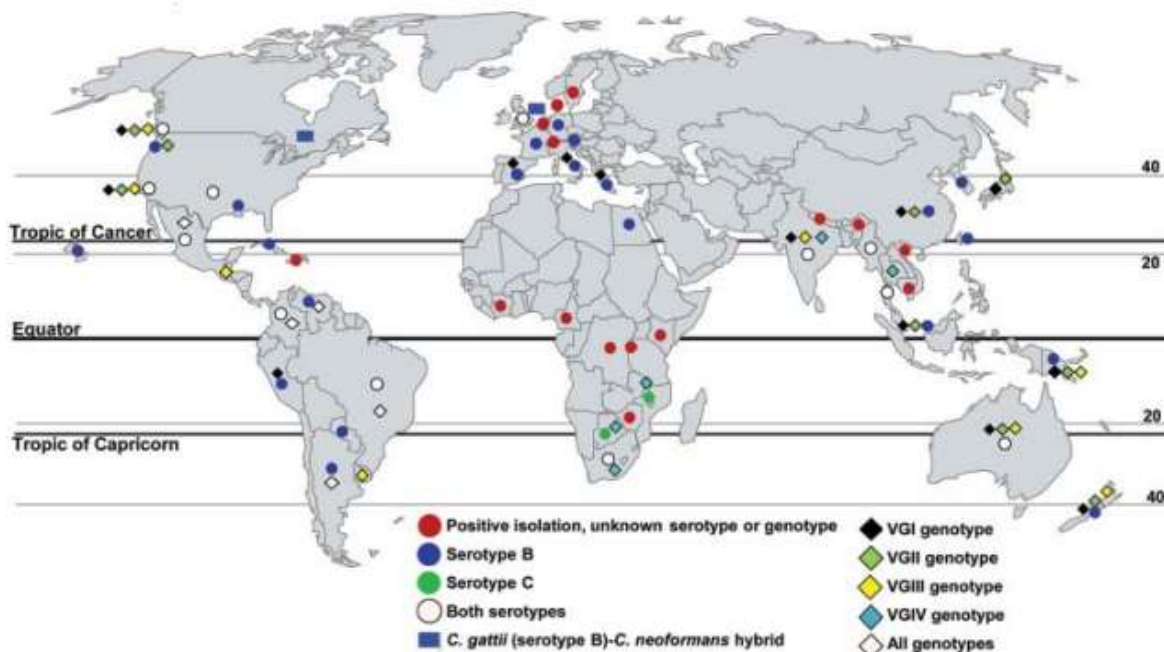 40
Tropic of Cancer
20
Equator
20
Tropic of Capricorn
40
Positive isolation, unknown serotype or genotype
Serotype B
Serotype C
Both serotypes
C. gattii (serotype B)-C. neoformans hybrid
VGI genotype
VGII genotype
VGIII genotype
VGIV genotype
All genotypes